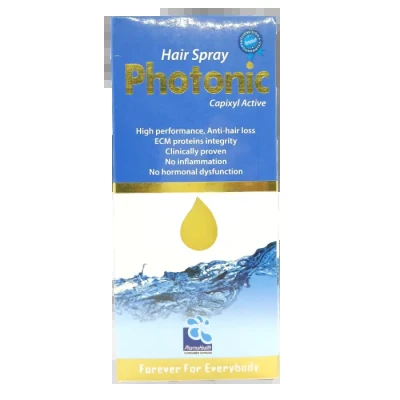 Hair Spray
Photonic
Capixyl Active
High performance, Anti-hair loss
ECM proteins integrity
Clinically proven
No inflammation
No hormonal dysfunction
PharmaHealth
Forever For Everybody